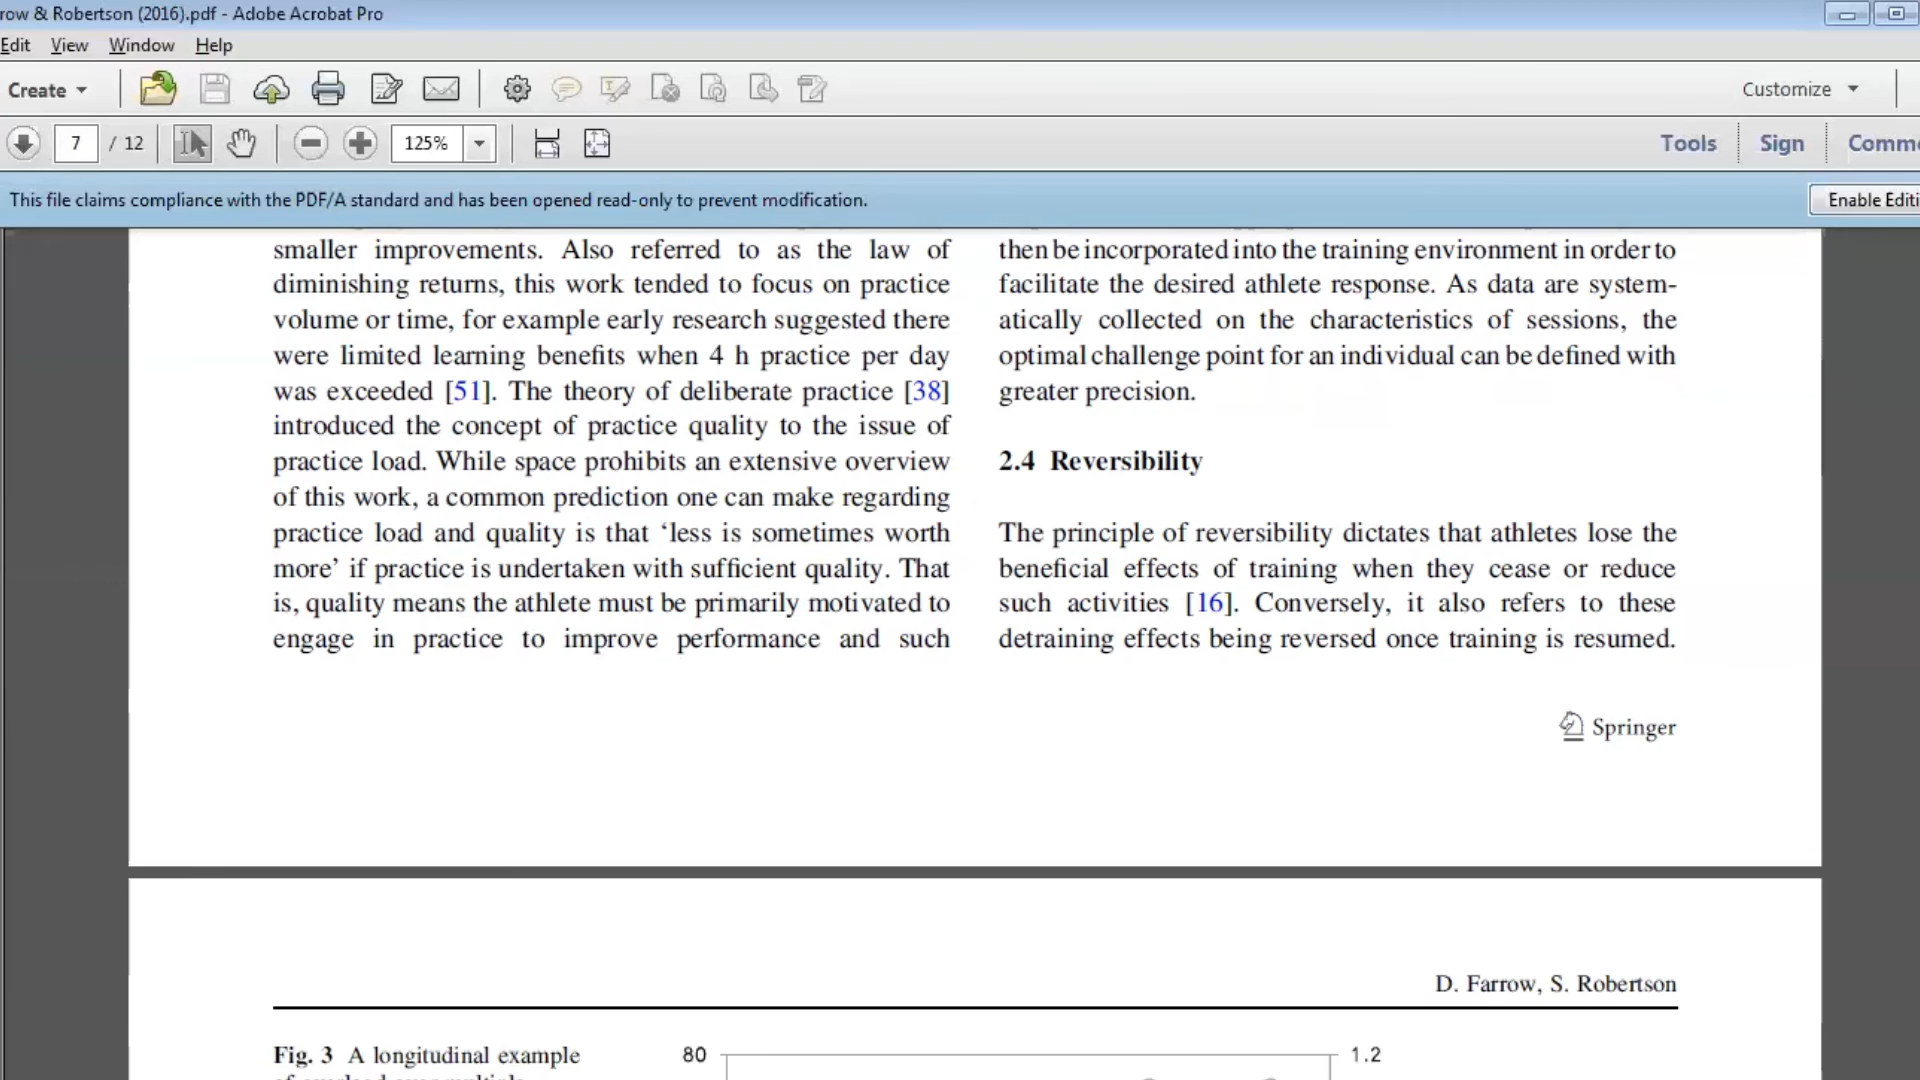 row & Robertson (2016).pdf - Adobe Acrobat Pro
Edit View Window Help
Create Customize
7 / 12 125% Tools Sign Comme
This file claims compliance with the PDF/A standard and has been opened read-only to prevent modification. Enable Editi
smaller improvements. Also referred to as the law of
diminishing returns, this work tended to focus on practice
volume or time, for example early research suggested there
were limited learning benefits when 4 h practice per day
was exceeded [51]. The theory of deliberate practice [38]
introduced the concept of practice quality to the issue of
practice load. While space prohibits an extensive overview
of this work, a common prediction one can make regarding
practice load and quality is that ‘less is sometimes worth
more’ if practice is undertaken with sufficient quality. That
is, quality means the athlete must be primarily motivated to
engage in practice to improve performance and such
then be incorporated into the training environment in order to
facilitate the desired athlete response. As data are system-
atically collected on the characteristics of sessions, the
optimal challenge point for an individual can be defined with
greater precision.
2.4 Reversibility
The principle of reversibility dictates that athletes lose the
beneficial effects of training when they cease or reduce
such activities [16]. Conversely, it also refers to these
detraining effects being reversed once training is resumed.
Springer
D. Farrow, S. Robertson
Fig. 3 A longitudinal example
80
1.2